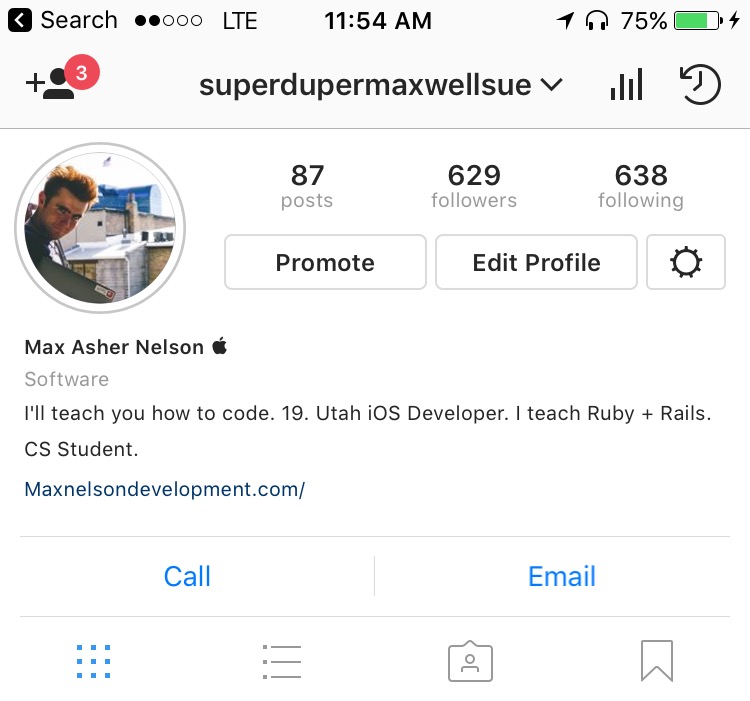 Search LTE 11:54 AM 75%
3
superdupermaxwellsue
87 629 638
posts followers following
Promote Edit Profile
Max Asher Nelson
Software
I'll teach you how to code. 19. Utah iOS Developer. I teach Ruby + Rails.
CS Student.
Maxnelsondevelopment.com/
Call Email